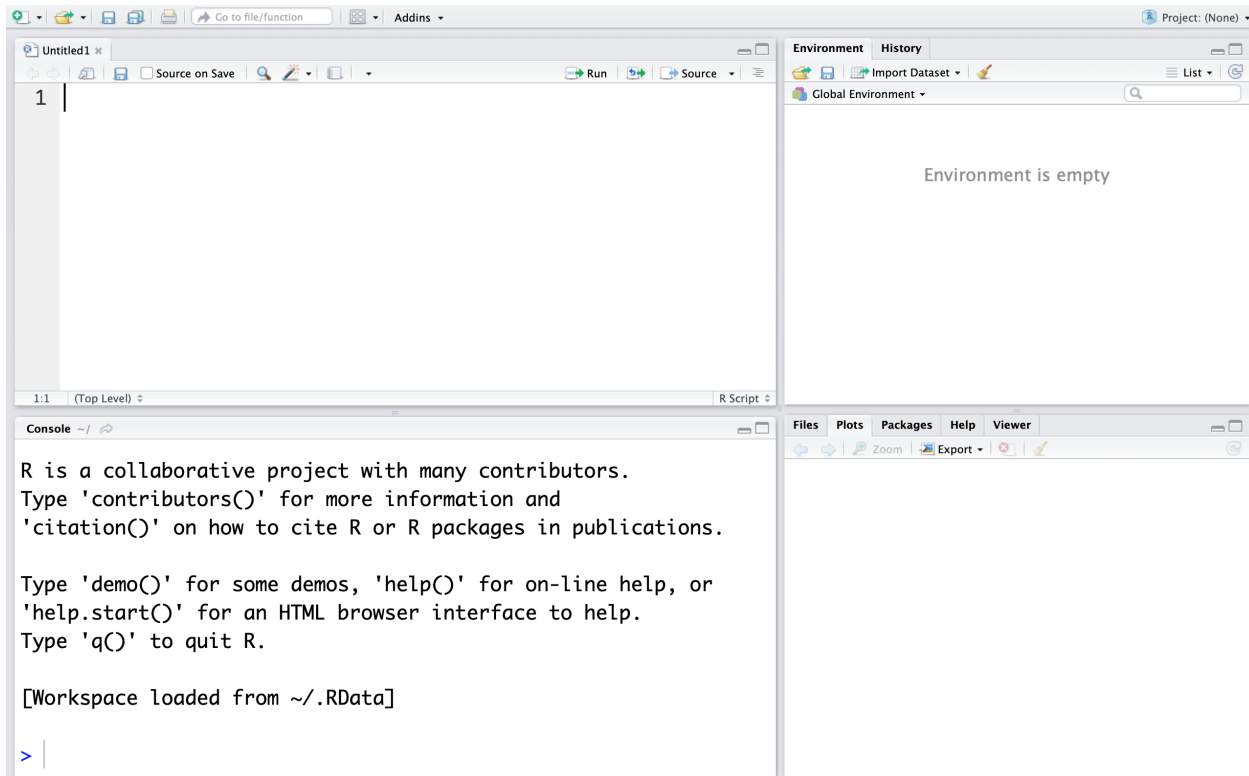 Go to file/function Addins Project: (None)
Untitled1
Source on Save Run Source
1
1:1 (Top Level) R Script
Console ~/
R is a collaborative project with many contributors.
Type 'contributors()' for more information and
'citation()' on how to cite R or R packages in publications.
Type 'demo()' for some demos, 'help()' for on-line help, or
'help.start()' for an HTML browser interface to help.
Type 'q()' to quit R.
[Workspace loaded from ~/.RData]
>
Environment History
Import Dataset List
Global Environment
Environment is empty
Files Plots Packages Help Viewer
Zoom Export